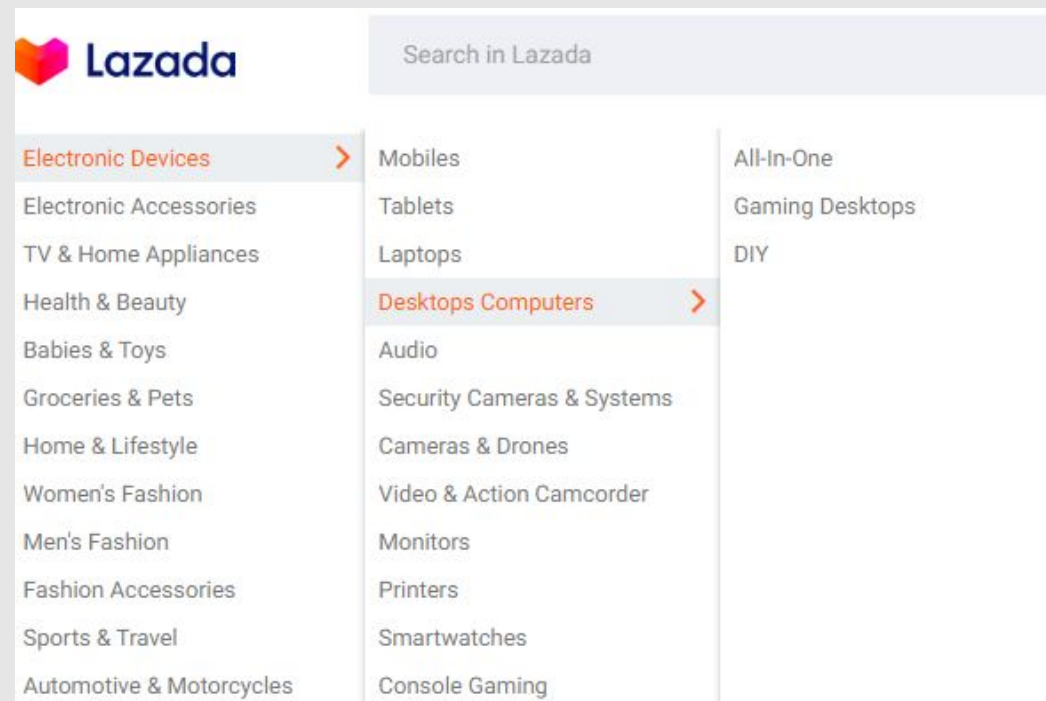 Lazada
Search in Lazada
Electronic Devices
Electronic Accessories
TV & Home Appliances
Health & Beauty
Babies & Toys
Groceries & Pets
Home & Lifestyle
Women's Fashion
Men's Fashion
Fashion Accessories
Sports & Travel
Automotive & Motorcycles
Mobiles
Tablets
Laptops
Desktops Computers
Audio
Security Cameras & Systems
Cameras & Drones
Video & Action Camcorder
Monitors
Printers
Smartwatches
Console Gaming
All-In-One
Gaming Desktops
DIY